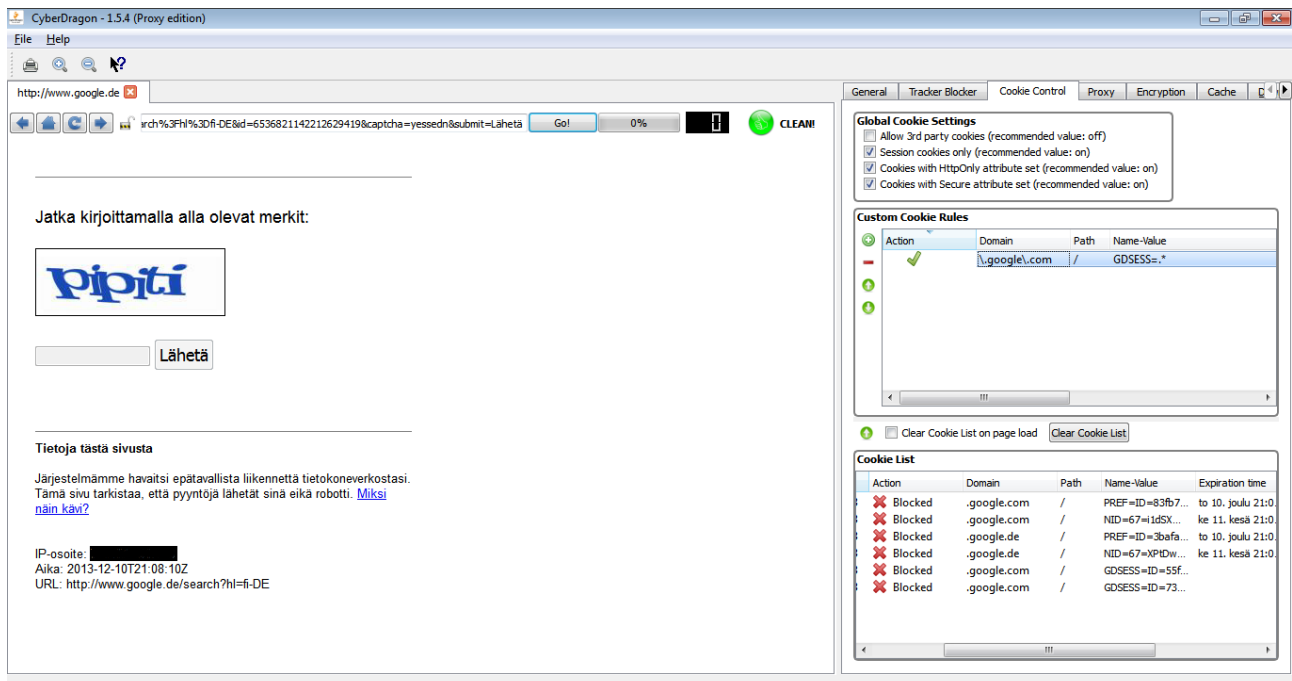 CyberDragon - 1.5.4 (Proxy edition)
File Help
http://www.google.de
arch%3Fhl%3Dfi-DE&id=6536821142212629419&captcha=yessedn&submit=Lähetä Go! 0% 0 CLEAN!
Jatka kirjoittamalla alla olevat merkit:
pipiti
Lähetä
Tietoja tästä sivusta
Järjestelmämme havaitsi epätavallista liikennettä tietokoneverkostasi.
Tämä sivu tarkistaa, että pyyntöjä lähetät sinä eikä robotti. Miksi
näin kävi?
IP-osoite:
Aika: 2013-12-10T21:08:10Z
URL: http://www.google.de/search?hl=fi-DE
General Tracker Blocker Cookie Control Proxy Encryption Cache
Global Cookie Settings
Allow 3rd party cookies (recommended value: off)
Session cookies only (recommended value: on)
Cookies with HttpOnly attribute set (recommended value: on)
Cookies with Secure attribute set (recommended value: on)
Custom Cookie Rules
Action Domain Path Name-Value
\.google\.com / GDSESS=.*
Clear Cookie List on page load Clear Cookie List
Cookie List
Action Domain Path Name-Value Expiration time
Blocked .google.com / PREF=ID=83fb7... to 10. joulu 21:0
Blocked .google.com / NID=67=i1dSX... ke 11. kesä 21:0
Blocked .google.de / PREF=ID=3bafa... to 10. joulu 21:0
Blocked .google.de / NID=67=XPtDw... ke 11. kesä 21:0
Blocked .google.com / GDSESS=ID=55f...
Blocked .google.com / GDSESS=ID=73...